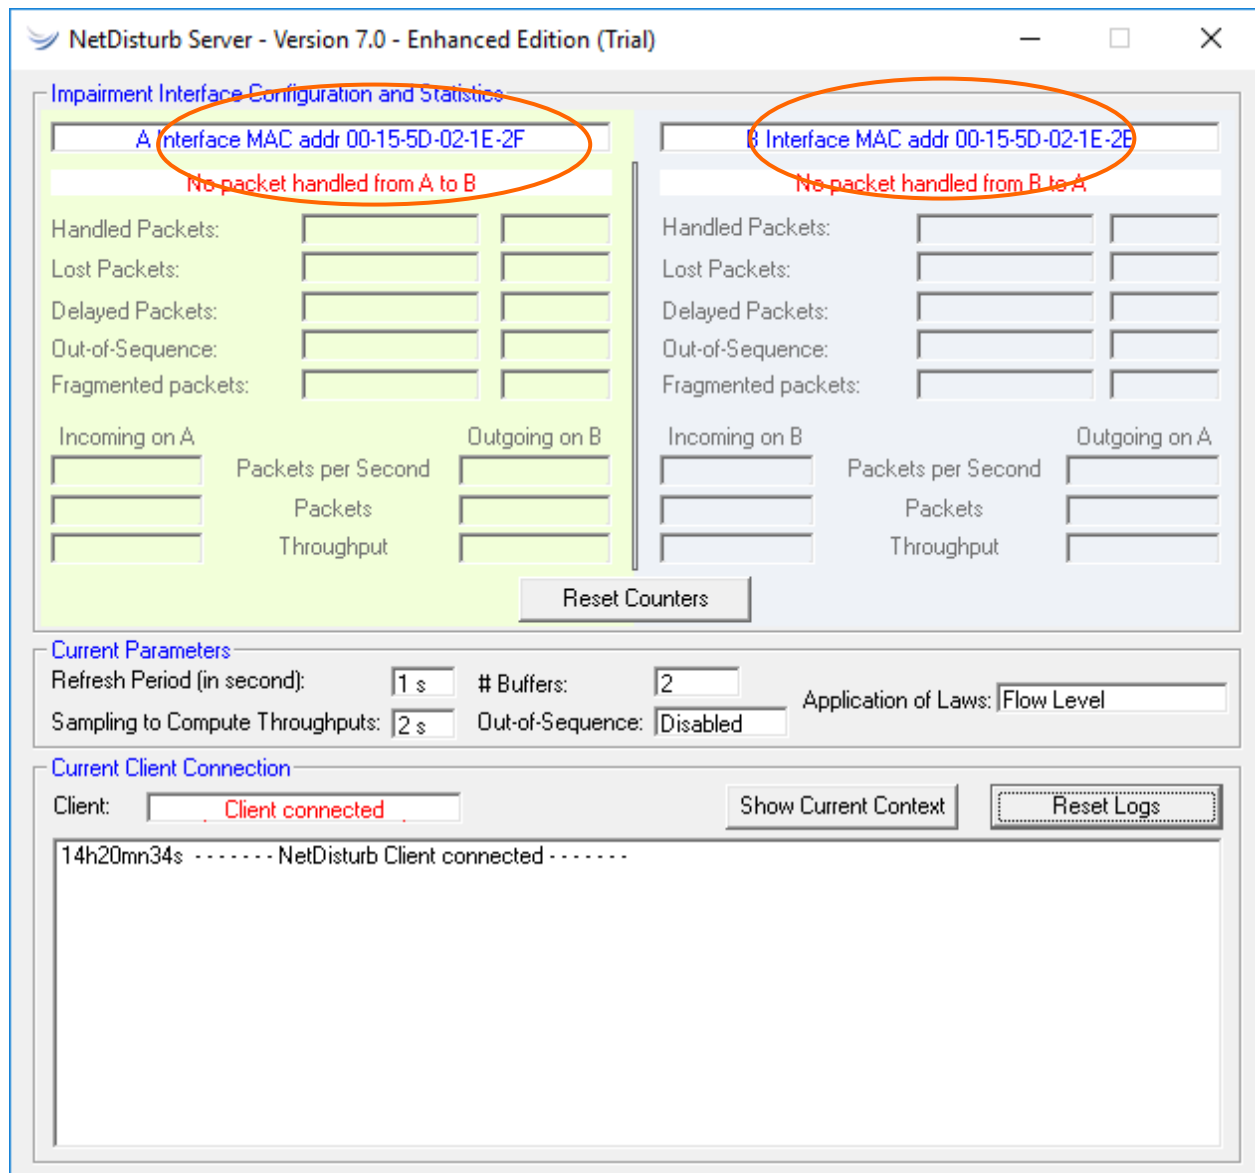 NetDisturb Server - Version 7.0 - Enhanced Edition (Trial)
Impairment Interface Configuration and Statistics
A Interface MAC addr 00-15-5D-02-1E-2F
B Interface MAC addr 00-15-5D-02-1E-2E
No packet handled from A to B
No packet handled from B to A
Handled Packets:
Handled Packets:
Lost Packets:
Lost Packets:
Delayed Packets:
Delayed Packets:
Out-of-Sequence:
Out-of-Sequence:
Fragmented packets:
Fragmented packets:
Incoming on A
Outgoing on B
Incoming on B
Outgoing on A
Packets per Second
Packets per Second
Packets
Packets
Throughput
Throughput
Reset Counters
Current Parameters
Refresh Period (in second): 1 s # Buffers: 2
Application of Laws: Flow Level
Sampling to Compute Throughputs: 2 s Out-of-Sequence: Disabled
Current Client Connection
Client: Client connected
Show Current Context
Reset Logs
14h20mn34s - - - - - - - NetDisturb Client connected - - - - - - -